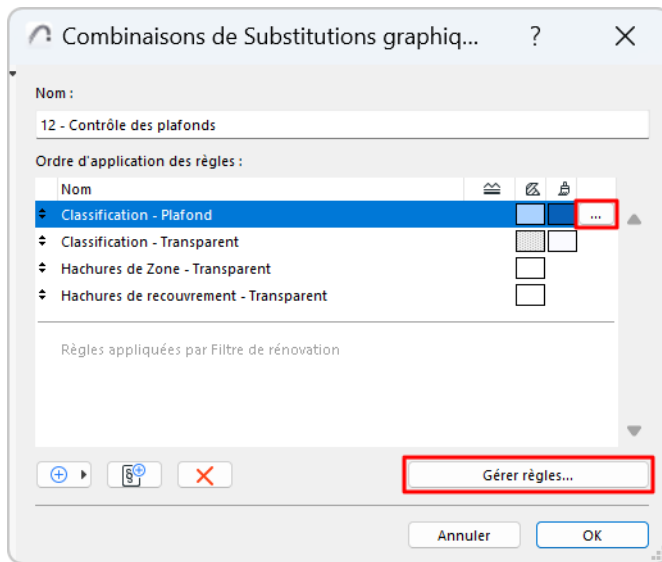 Combinaisons de Substitutions graphiq... ?
Nom :
12 - Contrôle des plafonds
Ordre d'application des règles :
Nom
Classification - Plafond ...
Classification - Transparent
Hachures de Zone - Transparent
Hachures de recouvrement - Transparent
Règles appliquées par Filtre de rénovation
Gérer règles...
Annuler OK